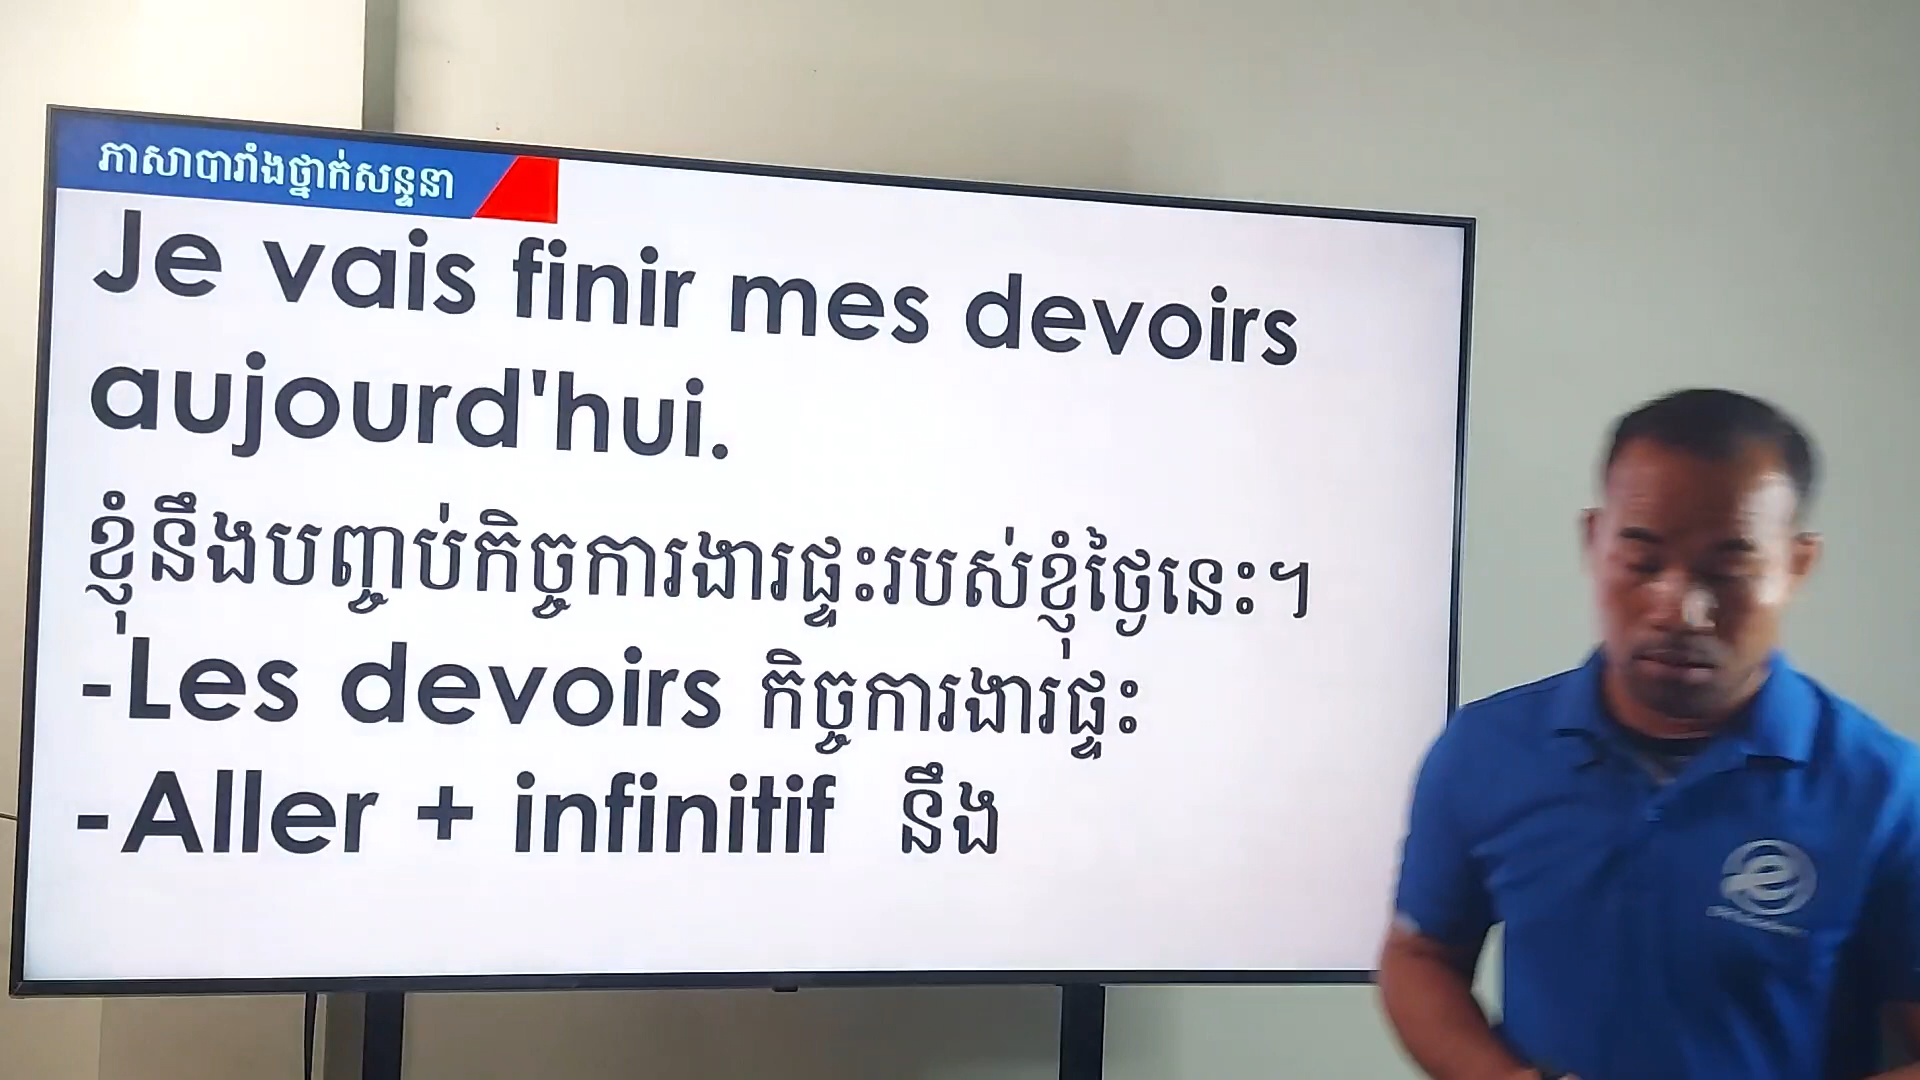 ភាសាបារាំងថ្នាក់សន្ទនា
Je vais finir mes devoirs
aujourd'hui.
ខ្ញុំនឹងបញ្ចប់កិច្ចការងារផ្ទះរបស់ខ្ញុំថ្ងៃនេះ។
-Les devoirs កិច្ចការងារផ្ទះ
-Aller + infinitif នឹង